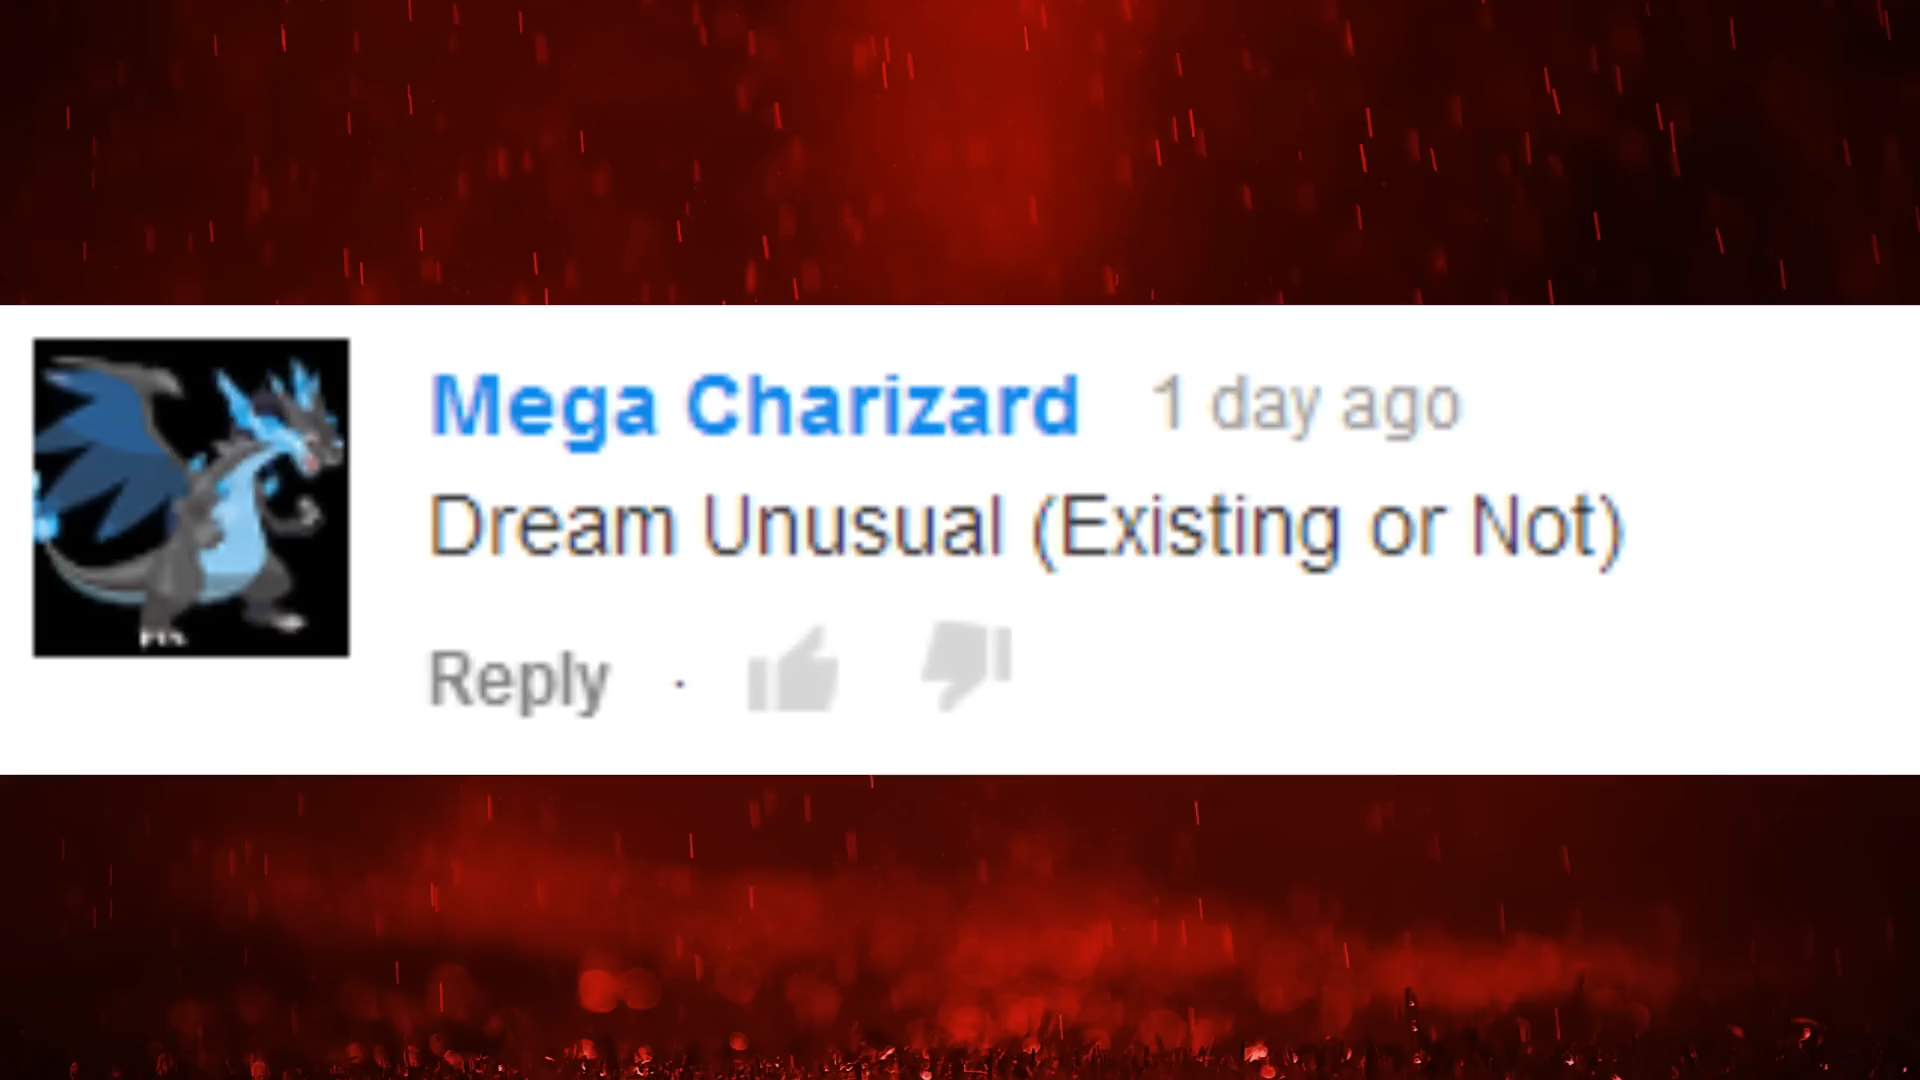 Mega Charizard 1 day ago
Dream Unusual (Existing or Not)
Reply ·